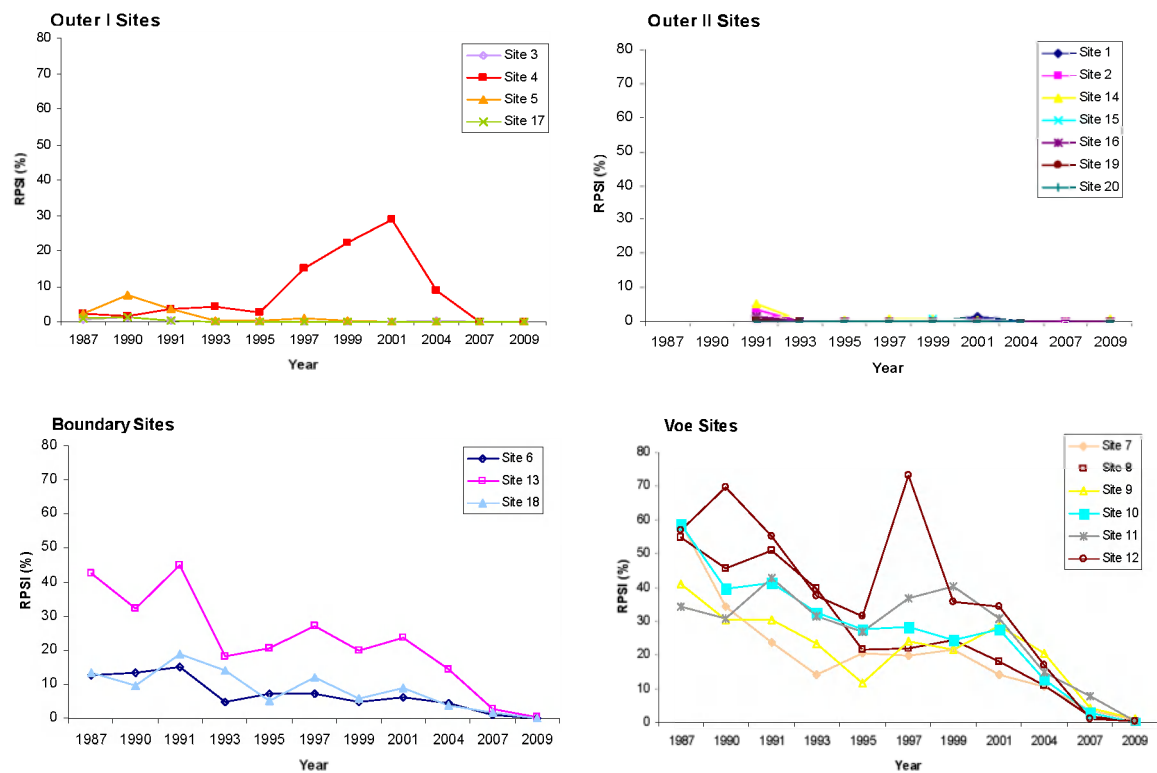 Outer I Sites
80
70
60
50
40
30
20
10
0
RPSI (%)
1987 1990 1991 1993 1995 1997 1999 2001 2004 2007 2009
Year
Site 3
Site 4
Site 5
Site 17
Outer II Sites
80
70
60
50
40
30
20
10
0
RPSI (%)
1987 1990 1991 1993 1995 1997 1999 2001 2004 2007 2009
Year
Site 1
Site 2
Site 14
Site 15
Site 16
Site 19
Site 20
Boundary Sites
80
70
60
50
40
30
20
10
0
RPSI (%)
1987 1990 1991 1993 1995 1997 1999 2001 2004 2007 2009
Year
Site 6
Site 13
Site 18
Voe Sites
80
70
60
50
40
30
20
10
0
RPSI (%)
1987 1990 1991 1993 1995 1997 1999 2001 2004 2007 2009
Year
Site 7
Site 8
Site 9
Site 10
Site 11
Site 12